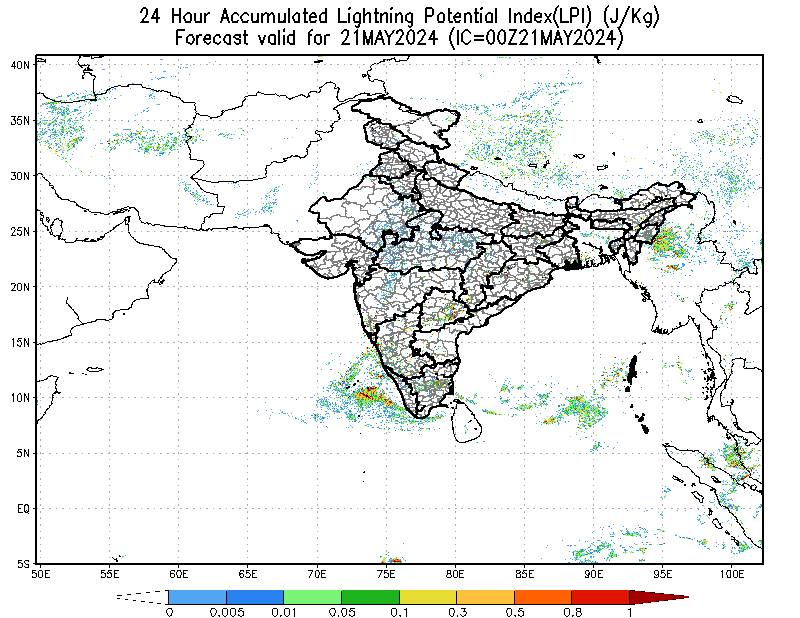 24 Hour Accumulated Lightning Potential Index(LPI) (J/Kg)
Forecast valid for 21MAY2024 (IC=00Z21MAY2024)
40N
35N
30N
25N
20N
15N
10N
5N
EQ
5S
50E 55E 60E 65E 70E 75E 80E 85E 90E 95E 100E
0 0.005 0.01 0.05 0.1 0.3 0.5 0.8 1